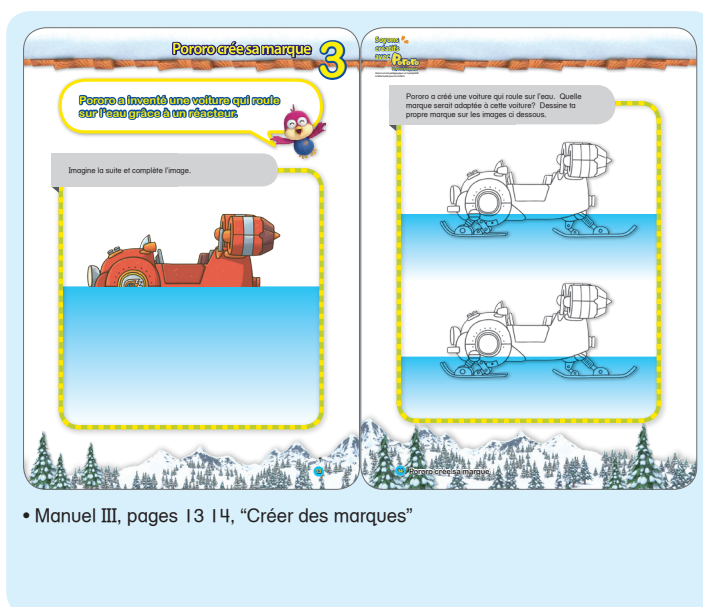 Pororo crée sa marque 3
Pororo a inventé une voiture qui roule
sur l'eau grâce à un réacteur.
Imagine la suite et complète l'image.
Soyons
créatifs
avec Pororo
Pororo a créé une voiture qui roule sur l'eau. Quelle
marque serait adaptée à cette voiture? Dessine ta
propre marque sur les images ci dessous.
Pororo crée sa marque
• Manuel III, pages 13 14, “Créer des marques”